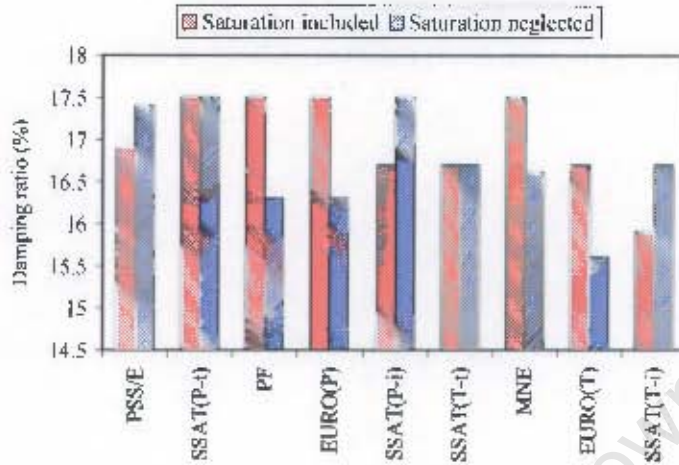 Saturation included Saturation neglected
Damping ratio (%)
18
17.5
17
16.5
16
15.5
15
14.5
PSS/E
SSAT(P-t)
PF
EURO(P)
SSAT(P-i)
SSAT(T-t)
MNE
EURO(T)
SSAT(T-i)